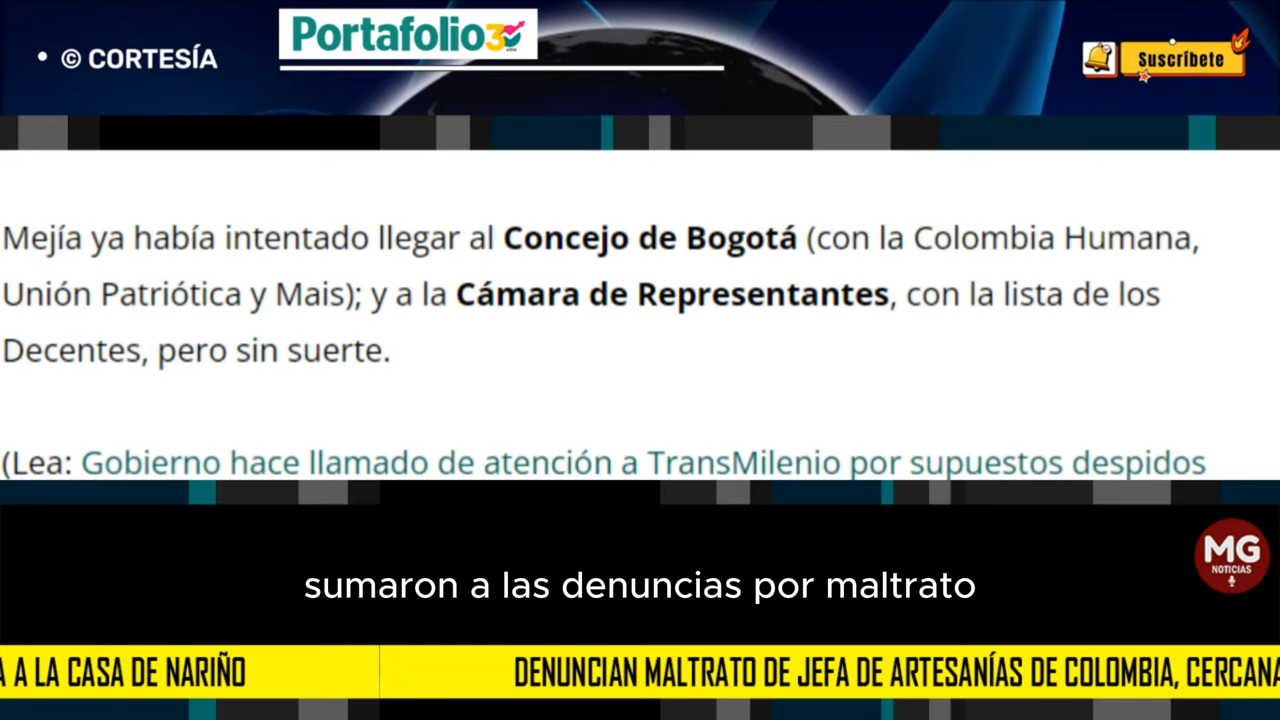 • © CORTESÍA
Portafolio 3
Suscríbete
Mejía ya había intentado llegar al Concejo de Bogotá (con la Colombia Humana,
Unión Patriótica y Mais); y a la Cámara de Representantes, con la lista de los
Decentes, pero sin suerte.
(Lea: Gobierno hace llamado de atención a TransMilenio por supuestos despidos
MG
NOTICIAS
sumaron a las denuncias por maltrato
A A LA CASA DE NARIÑO
DENUNCIAN MALTRATO DE JEFA DE ARTESANÍAS DE COLOMBIA, CERCANA